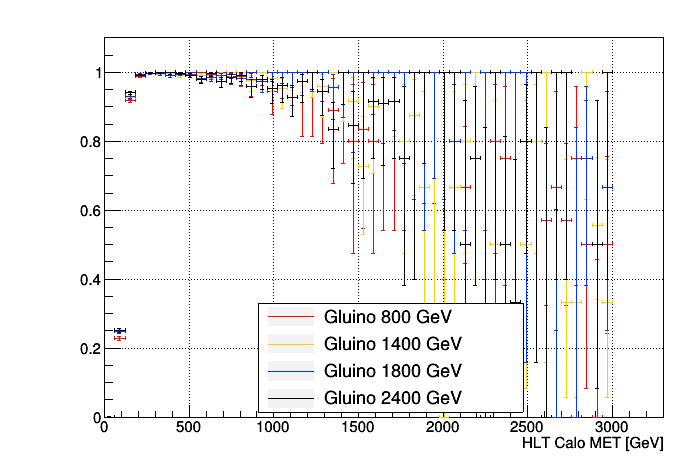 1
0.8
0.6
0.4
0.2
0
Gluino 800 GeV
Gluino 1400 GeV
Gluino 1800 GeV
Gluino 2400 GeV
0 500 1000 1500 2000 2500 3000
HLT Calo MET [GeV]